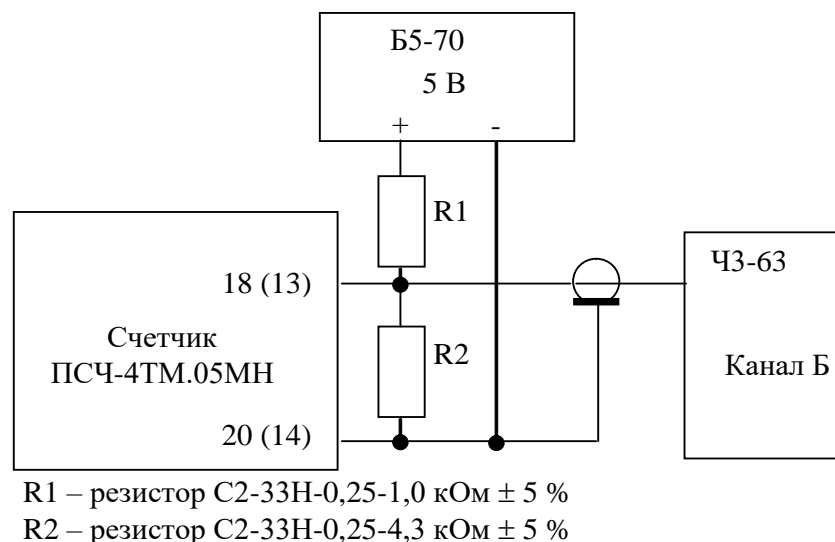 Б5-70
5 В
+ -
R1
18 (13)
Ч3-63
Счетчик
ПСЧ-4ТМ.05МН
R2
Канал Б
20 (14)
R1 – резистор С2-33Н-0,25-1,0 кОм ± 5 %
R2 – резистор С2-33Н-0,25-4,3 кОм ± 5 %